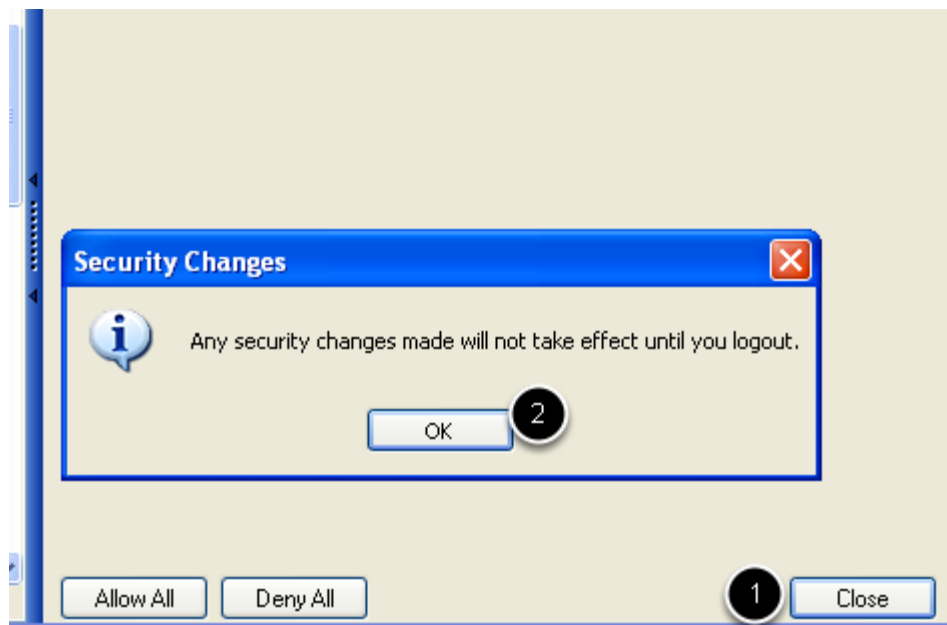 Security Changes
Any security changes made will not take effect until you logout.
OK
2
Allow All
Deny All
1
Close